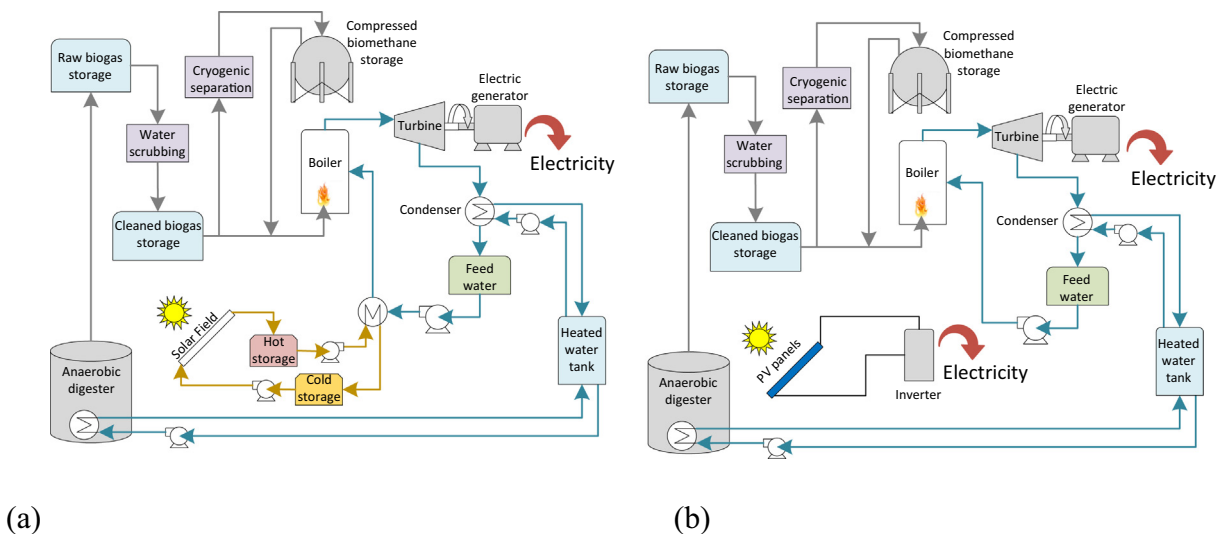 Compressed
biomethane
storage
Raw biogas
storage
Cryogenic
separation
Electric
generator
Turbine
Water
scrubbing
Boiler
Electricity
Cleaned biogas
storage
Condenser
Feed
water
Solar Field
Hot
storage
Cold
storage
Heated
water
tank
Anaerobic
digester
(a)
Compressed
biomethane
storage
Raw biogas
storage
Cryogenic
separation
Electric
generator
Turbine
Water
scrubbing
Boiler
Electricity
Cleaned biogas
storage
Condenser
Feed
water
PV panels
Electricity
Inverter
Heated
water
tank
Anaerobic
digester
(b)